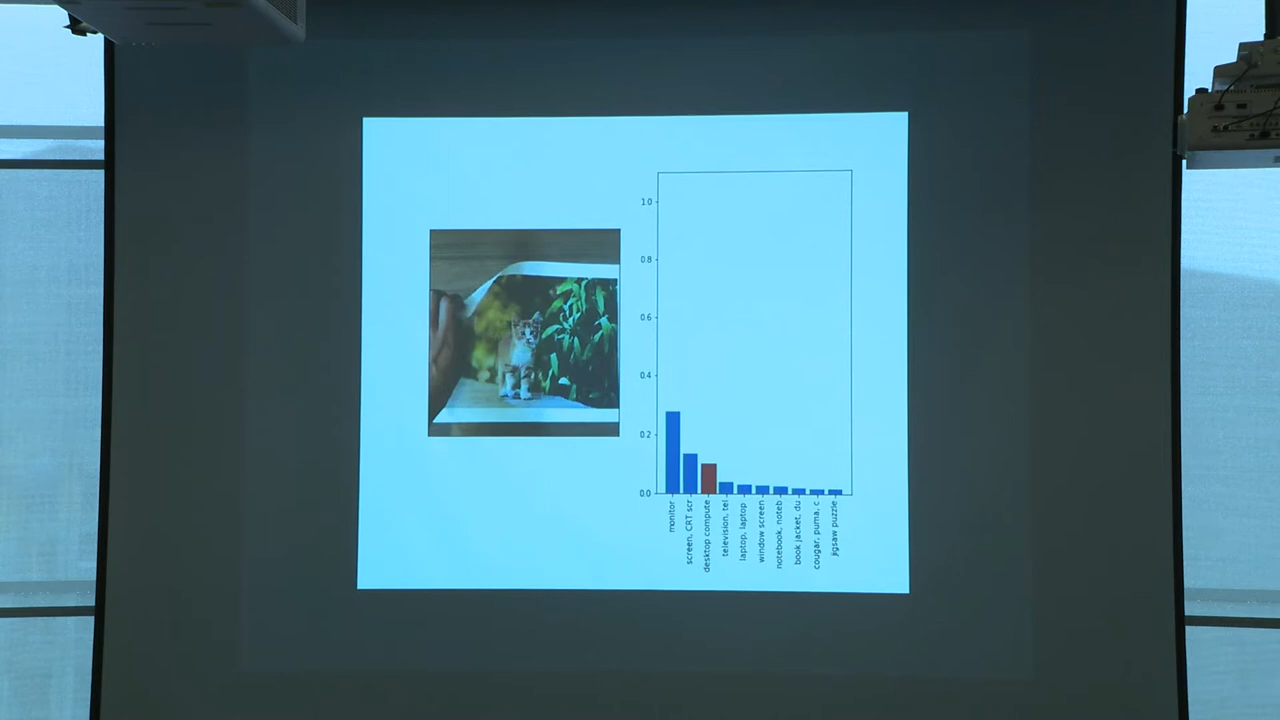 1.0
0.8
0.6
0.4
0.2
0.0
monitor
screen, CRT scr
desktop compute
television, tel
laptop, laptop
window screen
notebook, noteb
book jacket, du
cougar, puma, c
jigsaw puzzle